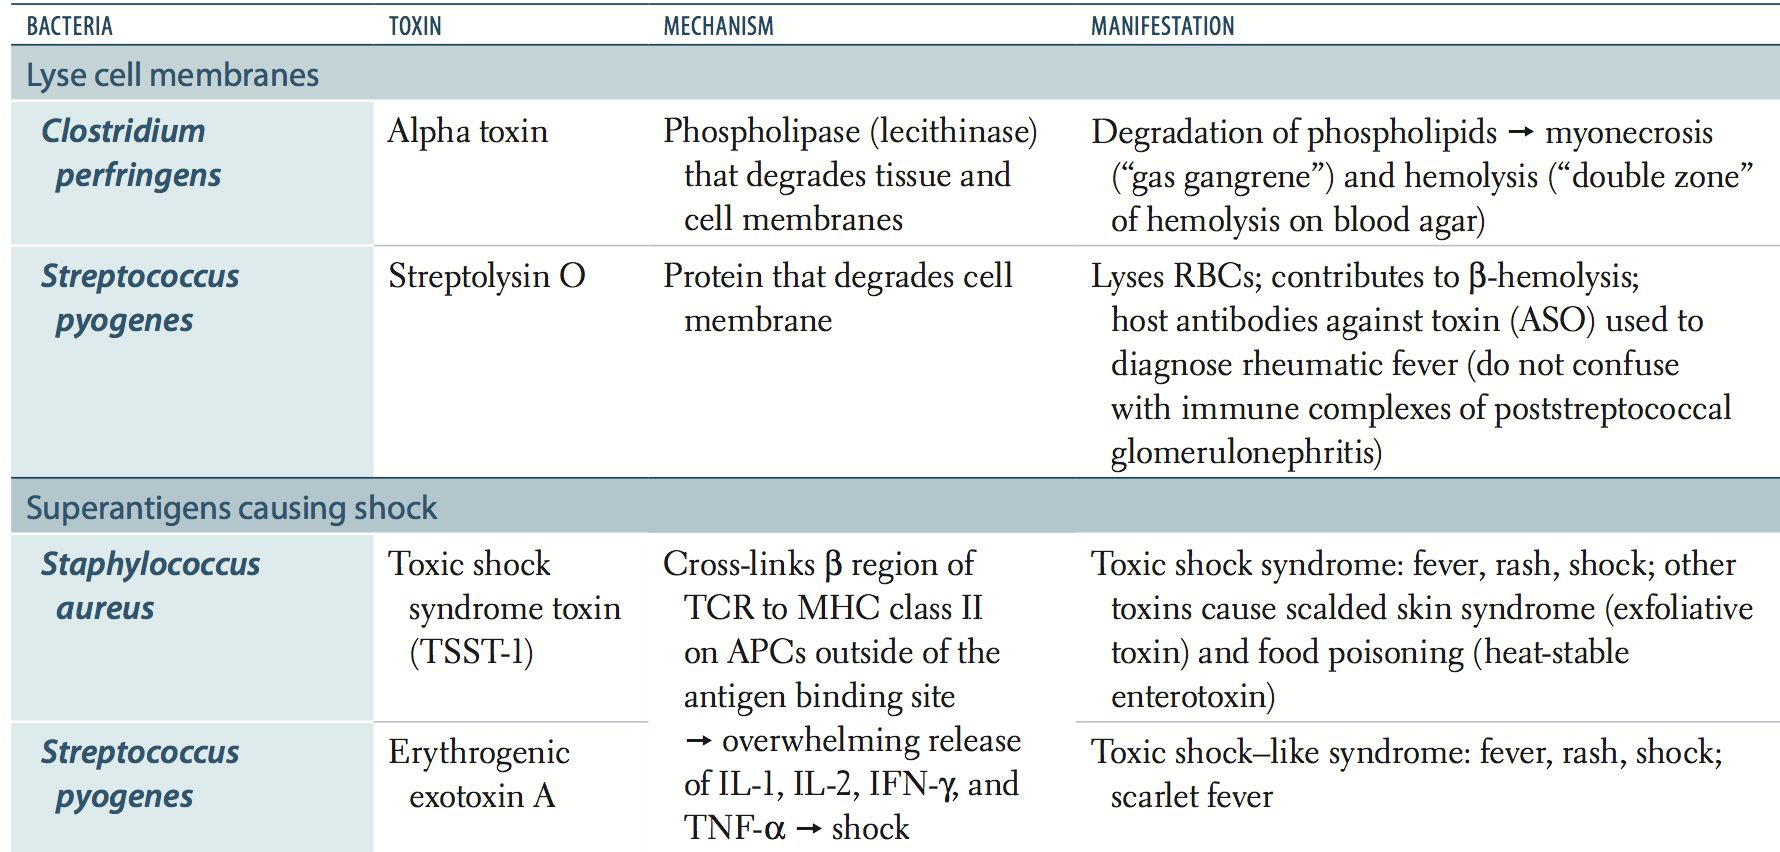 BACTERIA TOXIN MECHANISM MANIFESTATION
Lyse cell membranes
Clostridium
perfringens
Alpha toxin
Phospholipase (lecithinase)
that degrades tissue and
cell membranes
Degradation of phospholipids → myonecrosis
(“gas gangrene”) and hemolysis (“double zone”
of hemolysis on blood agar)
Streptococcus
pyogenes
Streptolysin O
Protein that degrades cell
membrane
Lyses RBCs; contributes to β-hemolysis;
host antibodies against toxin (ASO) used to
diagnose rheumatic fever (do not confuse
with immune complexes of poststreptococcal
glomerulonephritis)
Superantigens causing shock
Staphylococcus
aureus
Toxic shock
syndrome toxin
(TSST-1)
Cross-links β region of
TCR to MHC class II
on APCs outside of the
antigen binding site
→ overwhelming release
of IL-1, IL-2, IFN-γ, and
TNF-α → shock
Toxic shock syndrome: fever, rash, shock; other
toxins cause scalded skin syndrome (exfoliative
toxin) and food poisoning (heat-stable
enterotoxin)
Streptococcus
pyogenes
Erythrogenic
exotoxin A
Toxic shock–like syndrome: fever, rash, shock;
scarlet fever